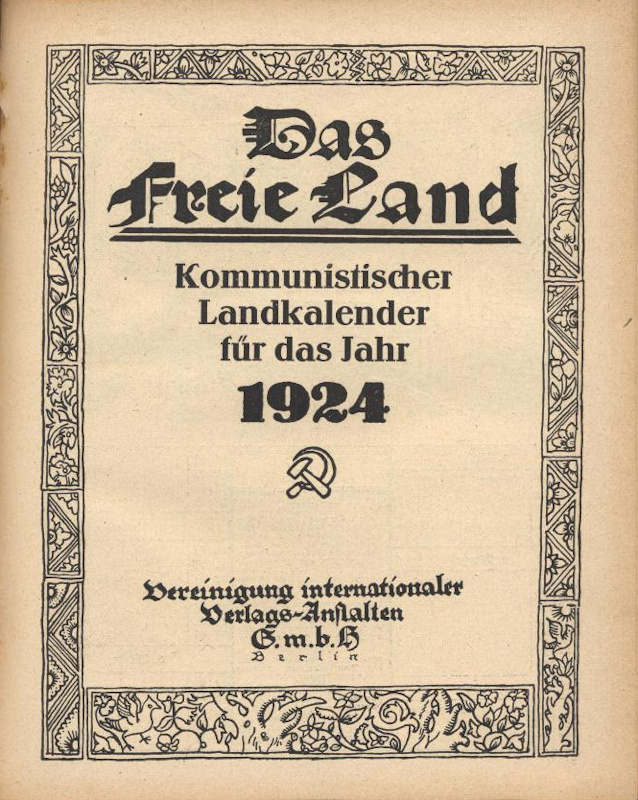 Das
Freie Land
Kommunistischer
Landkalender
für das Jahr
1924
Vereinigung internationaler
Verlags-Anstalten
G.m.b.H
Berlin